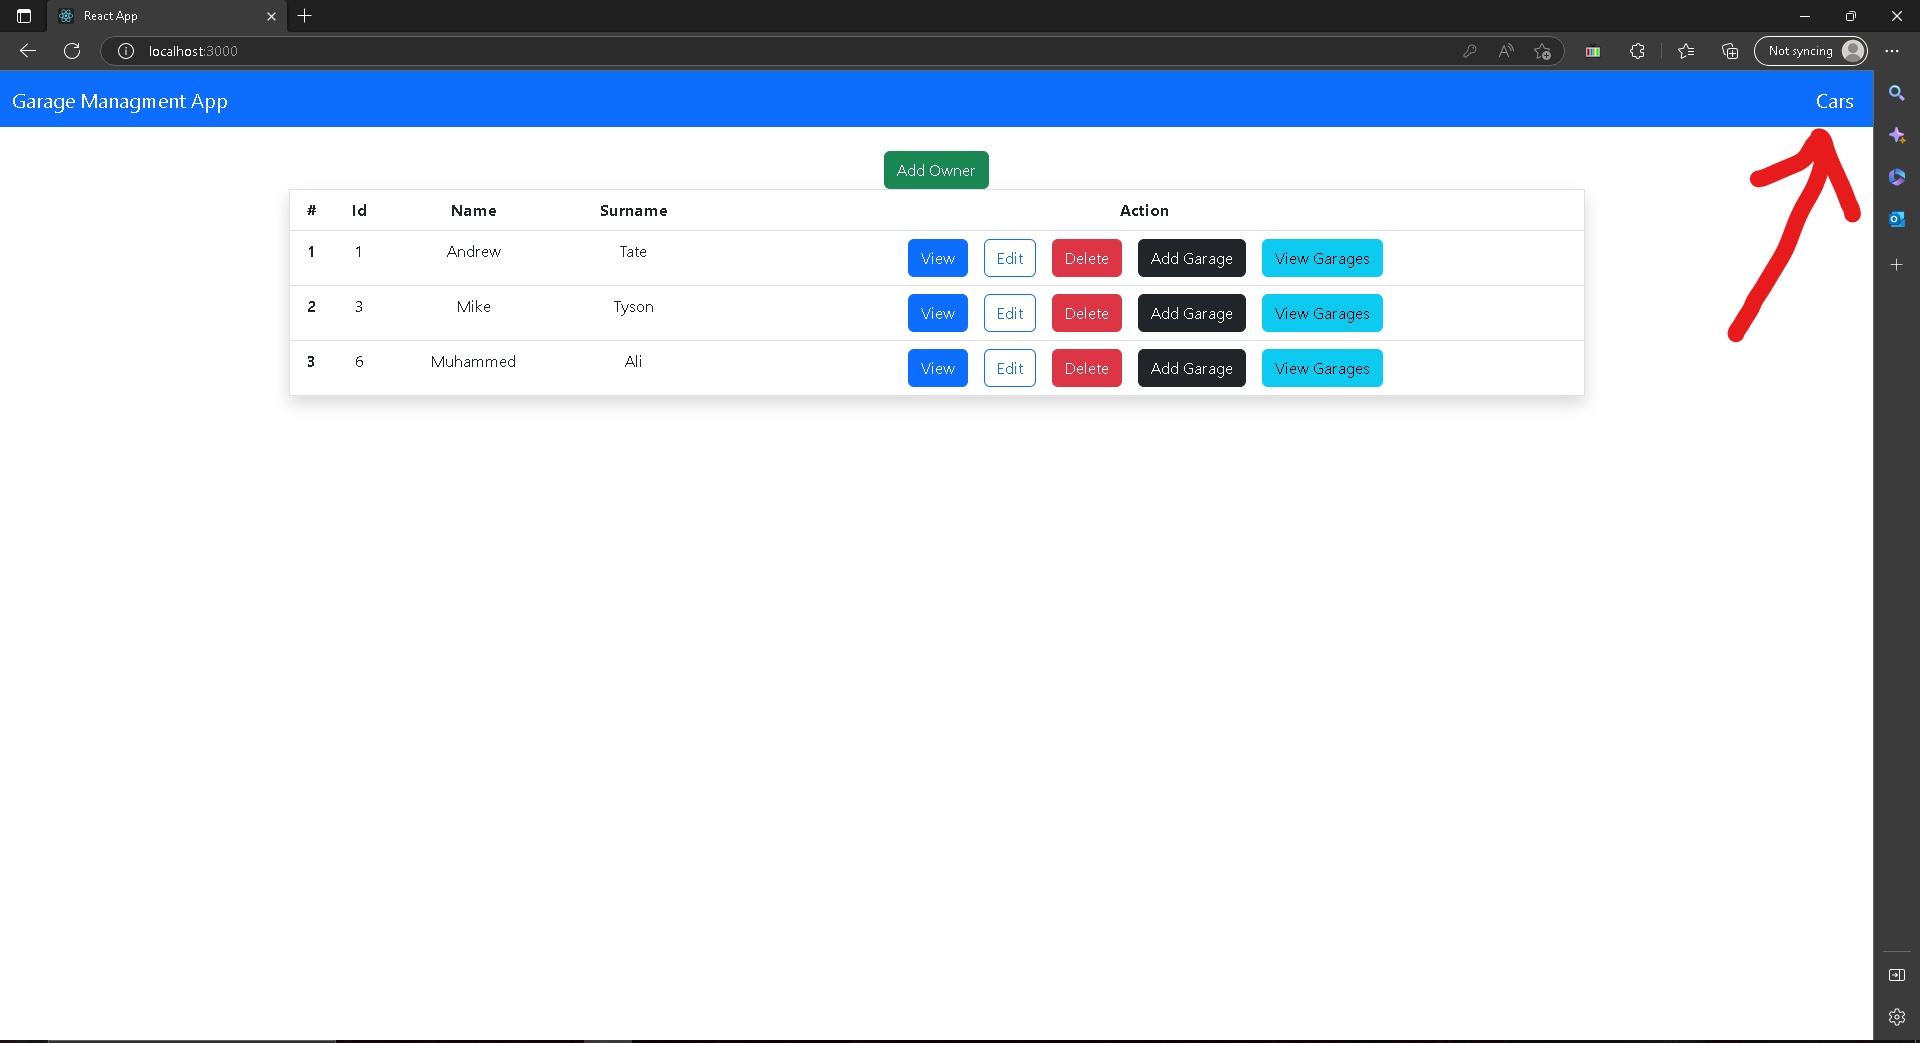 React App
localhost:3000
Not syncing
Garage Managment App
Cars
Add Owner
# Id Name Surname Action
1 1 Andrew Tate View Edit Delete Add Garage View Garages
2 3 Mike Tyson View Edit Delete Add Garage View Garages
3 6 Muhammed Ali View Edit Delete Add Garage View Garages